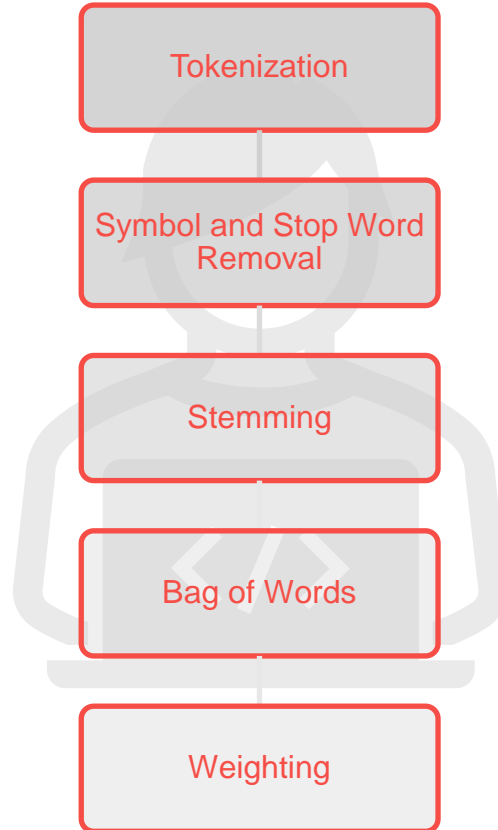 Tokenization
Symbol and Stop Word
Removal
Stemming
Bag of Words
Weighting